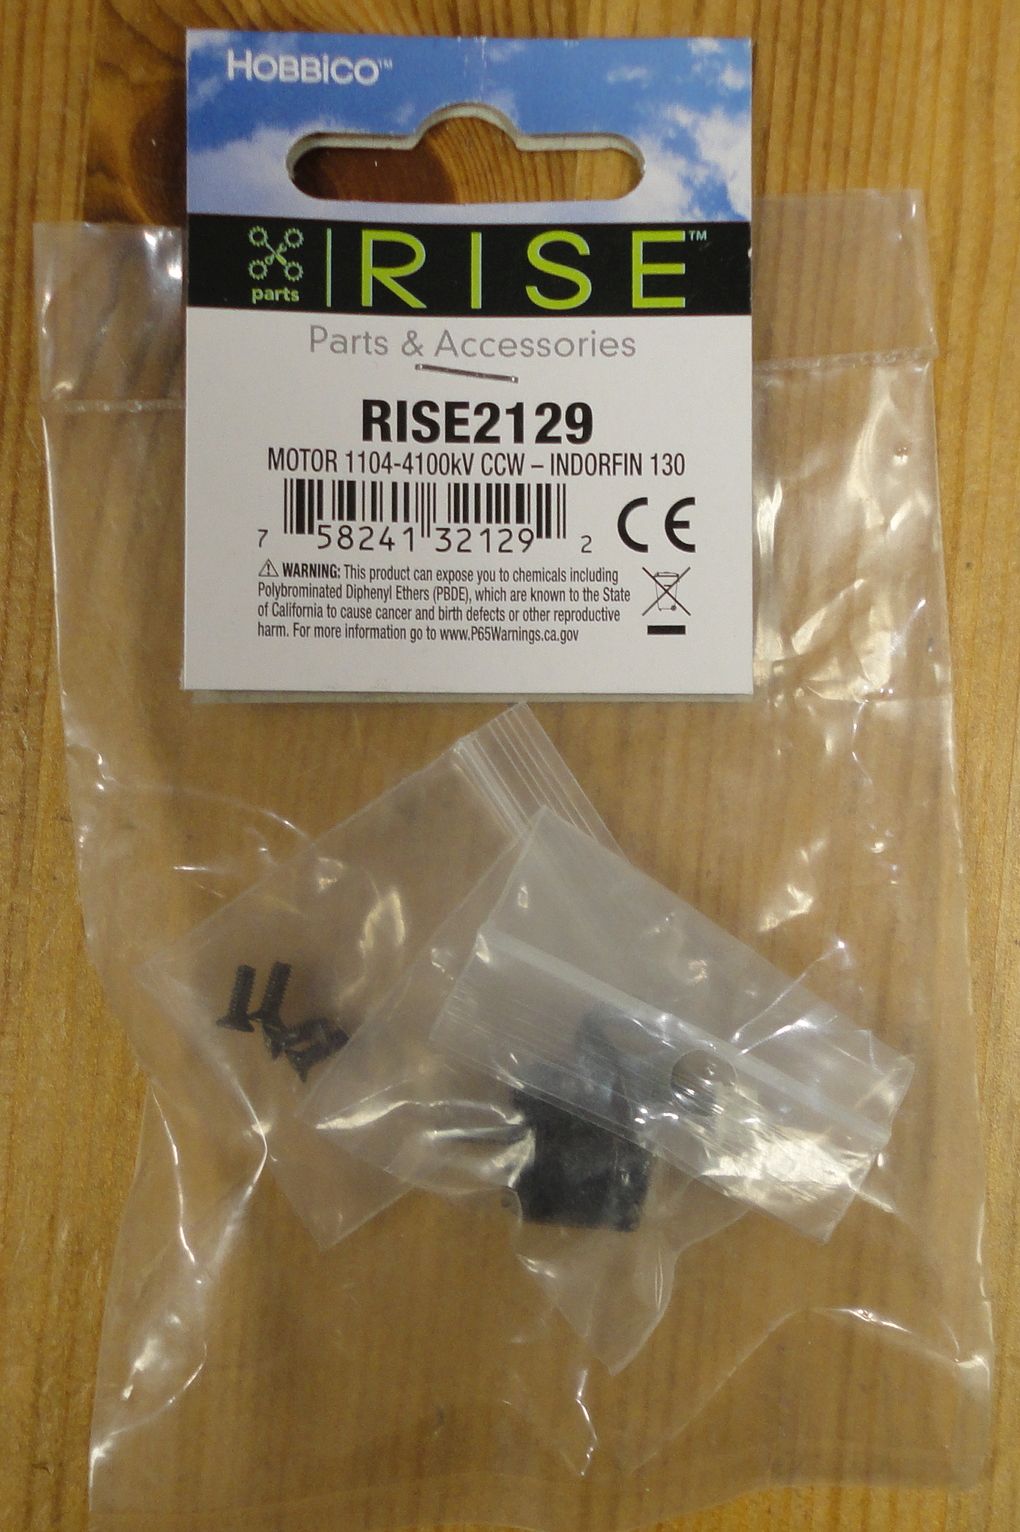 HOBBICO™
parts
RISE™
Parts & Accessories
RISE2129
MOTOR 1104-4100kV CCW – INDORFIN 130
7 58241 32129 2
CE
⚠ WARNING: This product can expose you to chemicals including
Polybrominated Diphenyl Ethers (PBDE), which are known to the State
of California to cause cancer and birth defects or other reproductive
harm. For more information go to www.P65Warnings.ca.gov